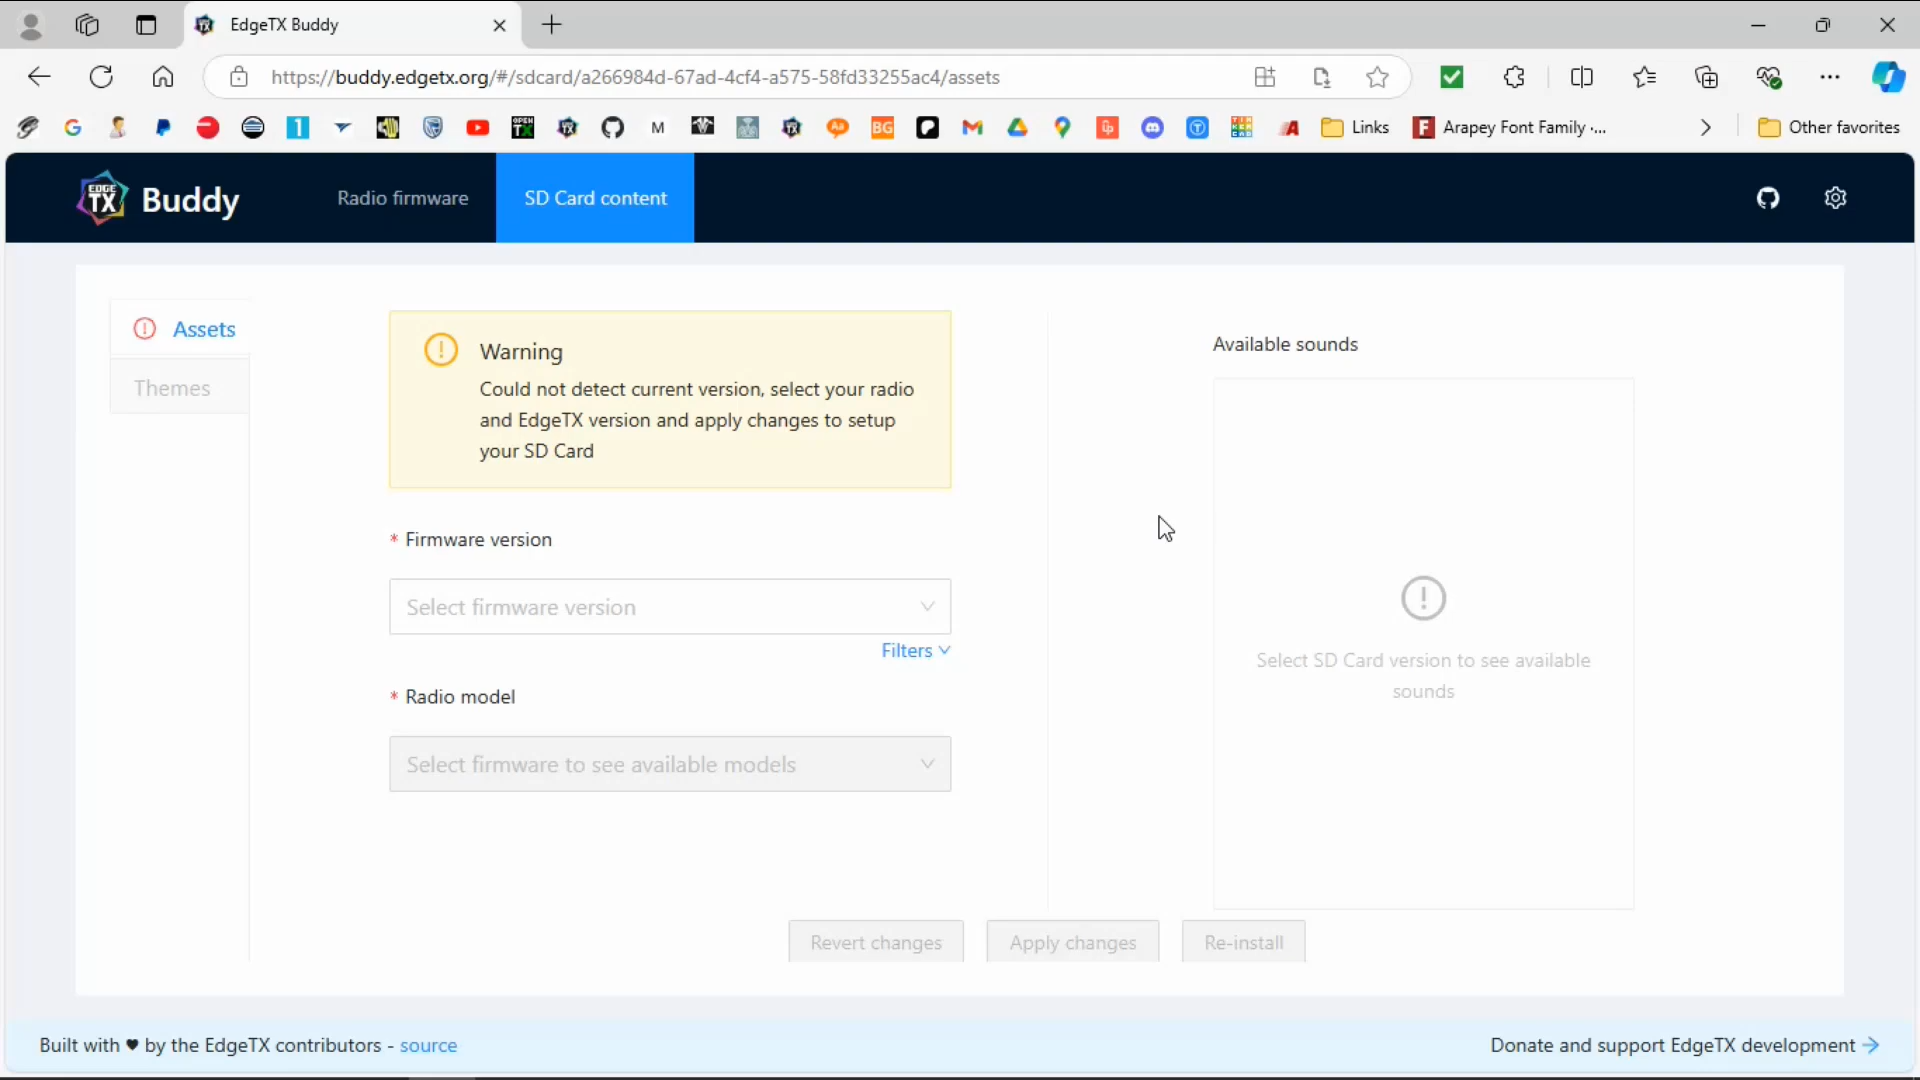 EdgeTX Buddy
https://buddy.edgetx.org/#/sdcard/a266984d-67ad-4cf4-a575-58fd33255ac4/assets
Links
Arapey Font Family -...
Other favorites
EDGE TX Buddy
Radio firmware
SD Card content
Assets
Themes
Warning
Could not detect current version, select your radio
and EdgeTX version and apply changes to setup
your SD Card
* Firmware version
Select firmware version
Filters
* Radio model
Select firmware to see available models
Available sounds
Select SD Card version to see available
sounds
Revert changes
Apply changes
Re-install
Built with ♥ by the EdgeTX contributors - source
Donate and support EdgeTX development →